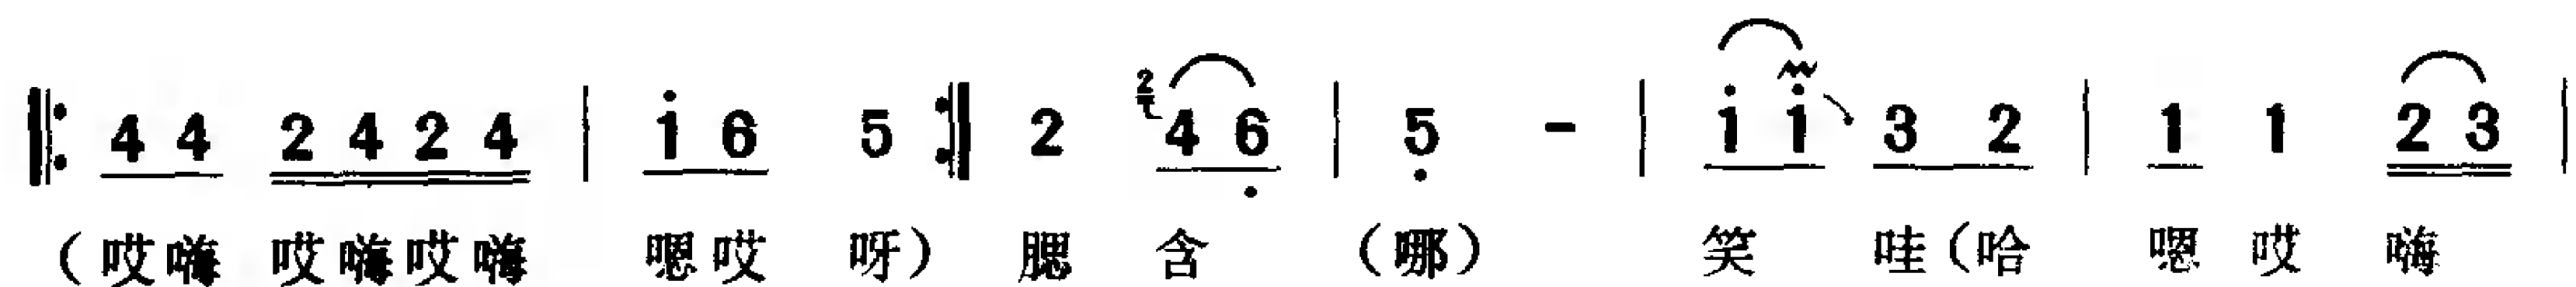 ‖: 4 4 2 4 2 4 | i 6 5 :‖ 2 2 4 6 | 5 - | i i 3 2 | 1 1 2 3 |
（哎嗨 哎嗨哎嗨 嗯哎 呀）腮 含 （哪） 笑 哇（哈 嗯 哎 嗨